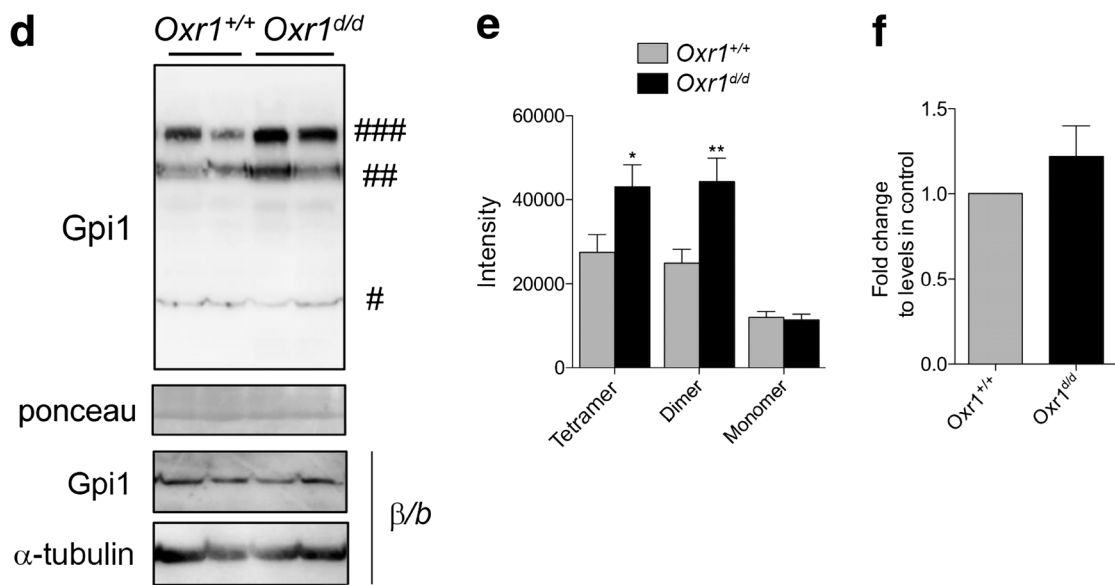 d
Oxr1+/+ Oxr1d/d
Gpi1
###
##
#
ponceau
Gpi1
α-tubulin
β/b
e
Oxr1+/+
Oxr1d/d
Intensity
60000
40000
20000
0
*
**
Tetramer
Dimer
Monomer
f
Fold change
to levels in control
1.5
1.0
0.5
0.0
Oxr1+/+
Oxr1d/d